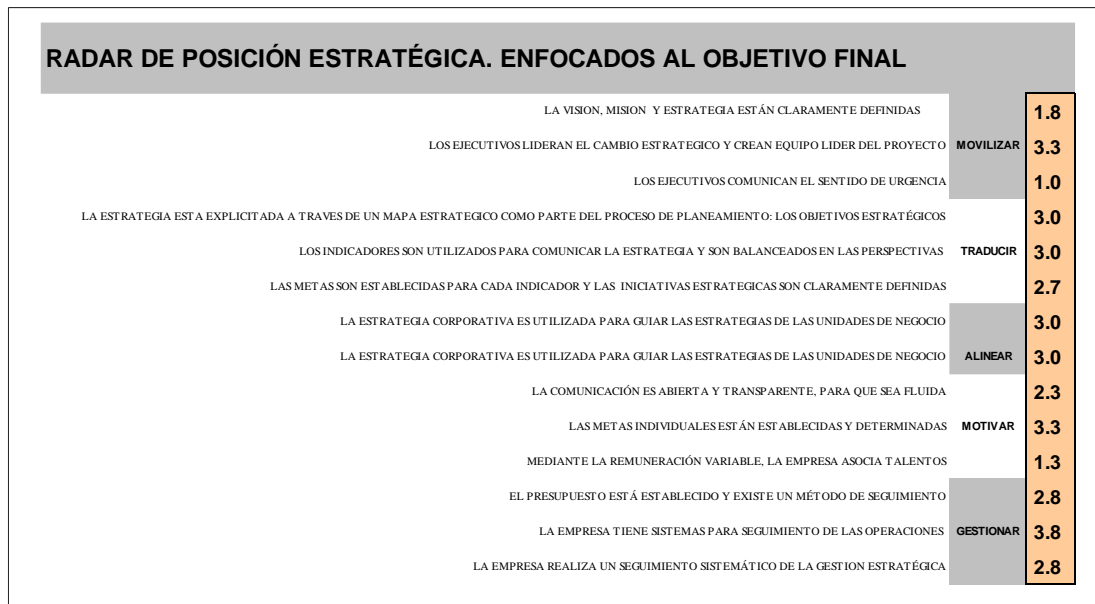 RADAR DE POSICIÓN ESTRATÉGICA. ENFOCADOS AL OBJETIVO FINAL
LA VISION, MISION Y ESTRATEGIA ESTÁN CLARAMENTE DEFINIDAS 1.8
LOS EJECUTIVOS LIDERAN EL CAMBIO ESTRATEGICO Y CREAN EQUIPO LIDER DEL PROYECTO MOVILIZAR 3.3
LOS EJECUTIVOS COMUNICAN EL SENTIDO DE URGENCIA 1.0
LA ESTRATEGIA ESTA EXPLICITADA A TRAVES DE UN MAPA ESTRATEGICO COMO PARTE DEL PROCESO DE PLANEAMIENTO: LOS OBJETIVOS ESTRATÉGICOS 3.0
LOS INDICADORES SON UTILIZADOS PARA COMUNICAR LA ESTRATEGIA Y SON BALANCEADOS EN LAS PERSPECTIVAS TRADUCIR 3.0
LAS METAS SON ESTABLECIDAS PARA CADA INDICADOR Y LAS INICIATIVAS ESTRATEGICAS SON CLARAMENTE DEFINIDAS 2.7
LA ESTRATEGIA CORPORATIVA ES UTILIZADA PARA GUIAR LAS ESTRATEGIAS DE LAS UNIDADES DE NEGOCIO 3.0
LA ESTRATEGIA CORPORATIVA ES UTILIZADA PARA GUIAR LAS ESTRATEGIAS DE LAS UNIDADES DE NEGOCIO ALINEAR 3.0
LA COMUNICACIÓN ES ABIERTA Y TRANSPARENTE, PARA QUE SEA FLUIDA 2.3
LAS METAS INDIVIDUALES ESTÁN ESTABLECIDAS Y DETERMINADAS MOTIVAR 3.3
MEDIANTE LA REMUNERACIÓN VARIABLE, LA EMPRESA ASOCIA TALENTOS 1.3
EL PRESUPUESTO ESTÁ ESTABLECIDO Y EXISTE UN MÉTODO DE SEGUIMIENTO 2.8
LA EMPRESA TIENE SISTEMAS PARA SEGUIMIENTO DE LAS OPERACIONES GESTIONAR 3.8
LA EMPRESA REALIZA UN SEGUIMIENTO SISTEMÁTICO DE LA GESTION ESTRATÉGICA 2.8